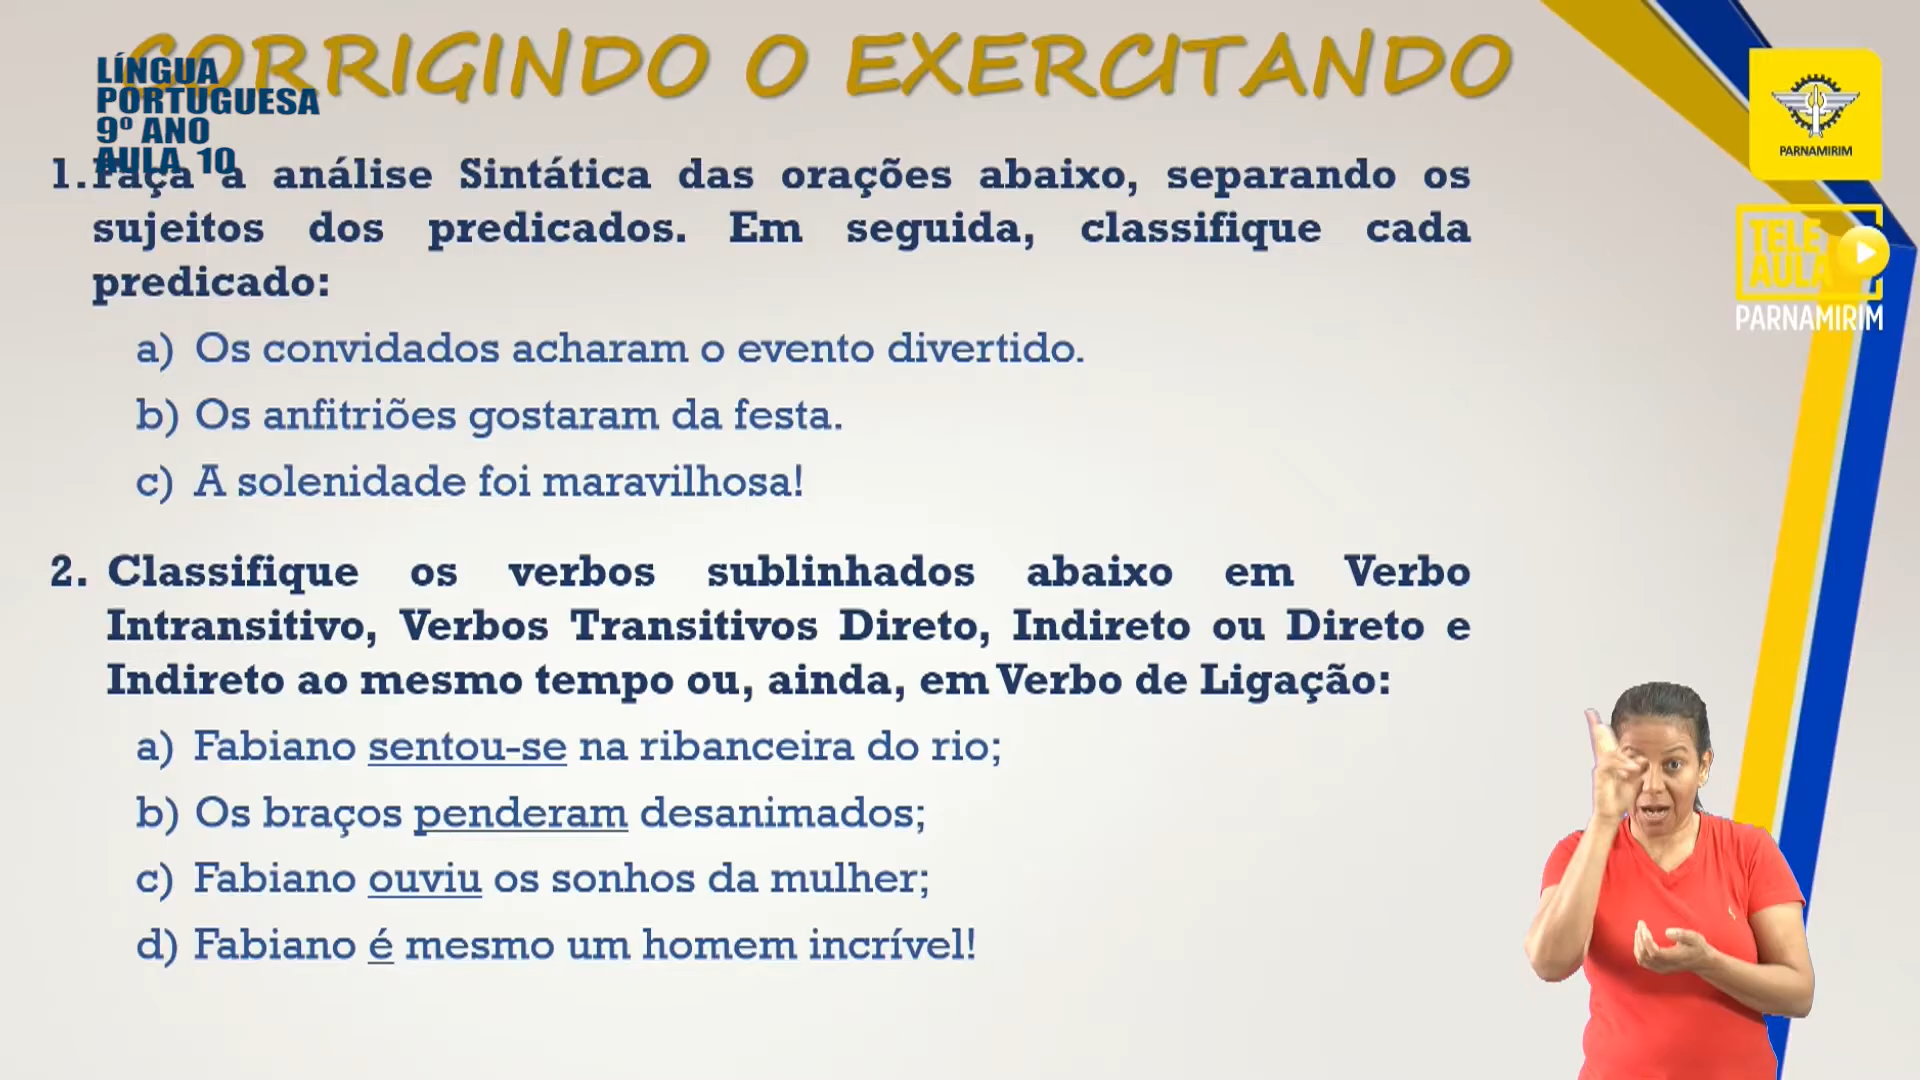 CORRIGINDO O EXERCITANDO
LÍNGUA
PORTUGUESA
9º ANO
AULA 10
1. Faça a análise Sintática das orações abaixo, separando os
sujeitos dos predicados. Em seguida, classifique cada
predicado:
a) Os convidados acharam o evento divertido.
b) Os anfitriões gostaram da festa.
c) A solenidade foi maravilhosa!
2. Classifique os verbos sublinhados abaixo em Verbo
Intransitivo, Verbos Transitivos Direto, Indireto ou Direto e
Indireto ao mesmo tempo ou, ainda, em Verbo de Ligação:
a) Fabiano sentou-se na ribanceira do rio;
b) Os braços penderam desanimados;
c) Fabiano ouviu os sonhos da mulher;
d) Fabiano é mesmo um homem incrível!
PARNAMIRIM
TELE
AULA
PARNAMIRIM